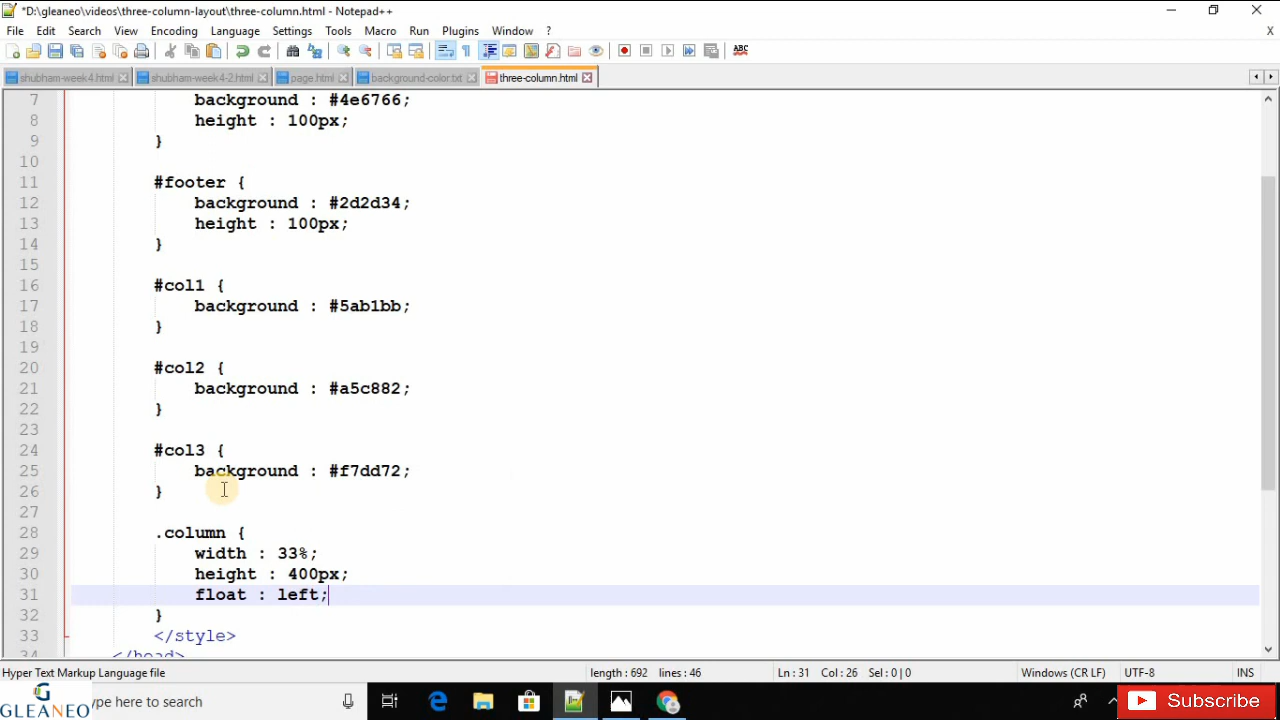 *D:\gleaneo\videos\three-column-layout\three-column.html - Notepad++
File Edit Search View Encoding Language Settings Tools Macro Run Plugins Window ? X
ABC
shubham-week4.html shubham-week4-2.html page.html background-color.txt three-column.html
7 background : #4e6766;
8 height : 100px;
9 }
10
11 #footer {
12 background : #2d2d34;
13 height : 100px;
14 }
15
16 #col1 {
17 background : #5ab1bb;
18 }
19
20 #col2 {
21 background : #a5c882;
22 }
23
24 #col3 {
25 background : #f7dd72;
26 }
27
28 .column {
29 width : 33%;
30 height : 400px;
31 float : left;
32 }
33 </style>
34 </head>
Hyper Text Markup Language file length : 692 lines : 46 Ln : 31 Col : 26 Sel : 0 | 0 Windows (CR LF) UTF-8 INS
GLEANEO
ype here to search
Subscribe